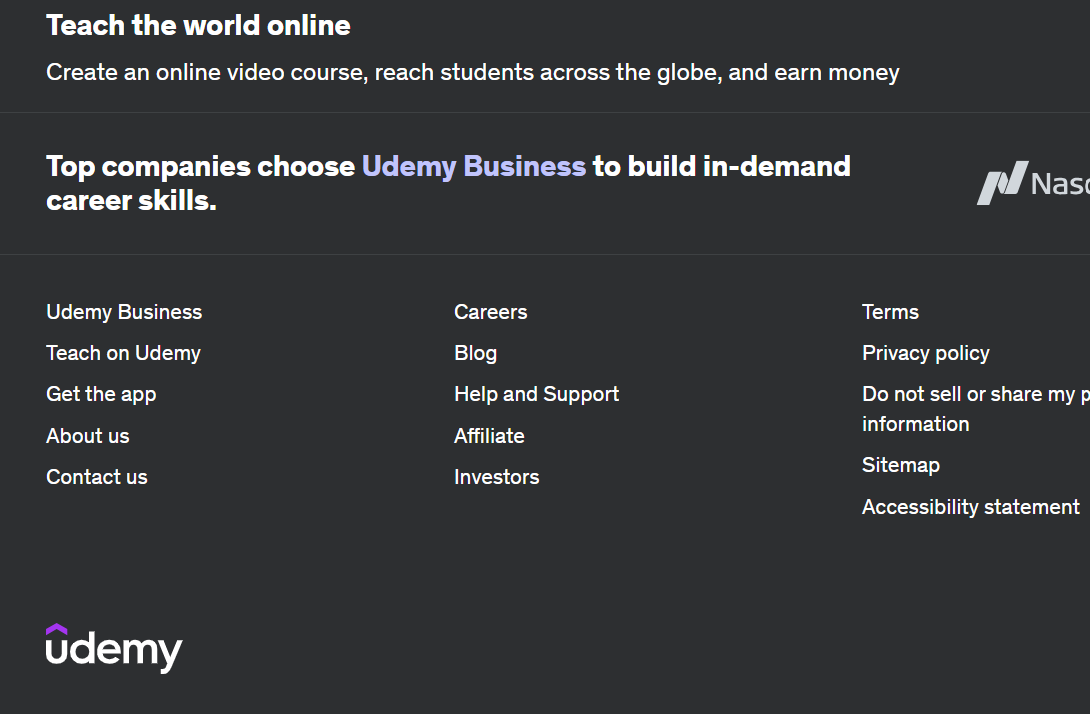 Teach the world online
Create an online video course, reach students across the globe, and earn money
Top companies choose Udemy Business to build in-demand
career skills.
Udemy Business
Teach on Udemy
Get the app
About us
Contact us
Careers
Blog
Help and Support
Affiliate
Investors
Terms
Privacy policy
Do not sell or share my
information
Sitemap
Accessibility statement
udemy